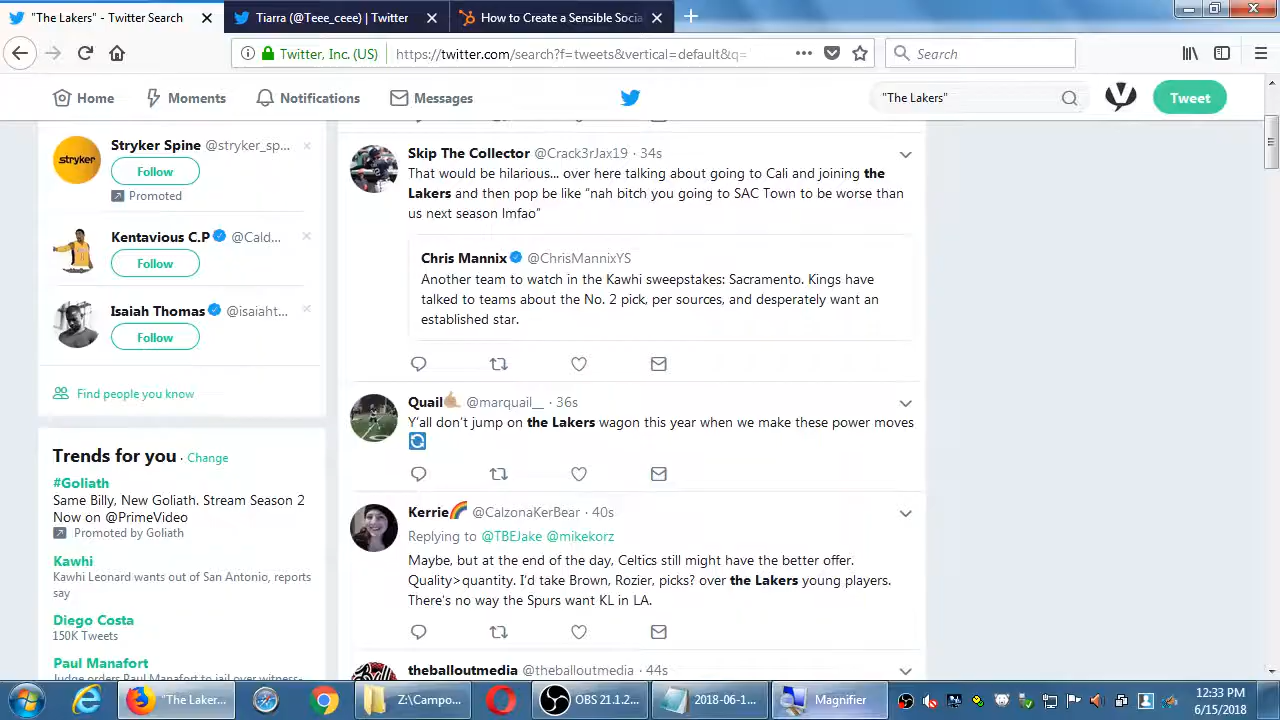 "The Lakers" - Twitter Search
Tiarra (@Teee_ceee) | Twitter
How to Create a Sensible Socia
Twitter, Inc. (US)
https://twitter.com/search?f=tweets&vertical=default&q=
Search
Home
Moments
Notifications
Messages
"The Lakers"
Tweet
Stryker Spine @stryker_sp...
stryker
Follow
Promoted
Kentavious C.P @Cald...
Follow
Isaiah Thomas @isaiaht...
Follow
Find people you know
Trends for you · Change
#Goliath
Same Billy, New Goliath. Stream Season 2
Now on @PrimeVideo
Promoted by Goliath
Kawhi
Kawhi Leonard wants out of San Antonio, reports
say
Diego Costa
150K Tweets
Paul Manafort
Judge orders Paul Manafort to jail over witness-
Skip The Collector @Crack3rJax19 · 34s
That would be hilarious... over here talking about going to Cali and joining the
Lakers and then pop be like “nah bitch you going to SAC Town to be worse than
us next season lmfao”
Chris Mannix @ChrisMannixYS
Another team to watch in the Kawhi sweepstakes: Sacramento. Kings have
talked to teams about the No. 2 pick, per sources, and desperately want an
established star.
Quail @marquail__ · 36s
Y’all don’t jump on the Lakers wagon this year when we make these power moves
Kerrie @CalzonaKerBear · 40s
Replying to @TBEJake @mikekorz
Maybe, but at the end of the day, Celtics still might have the better offer.
Quality>quantity. I’d take Brown, Rozier, picks? over the Lakers young players.
There's no way the Spurs want KL in LA.
theballoutmedia @theballoutmedia · 44s
"The Laker...
Z:\Campo...
OBS 21.1.2...
2018-06-1...
Magnifier
12:33 PM
6/15/2018